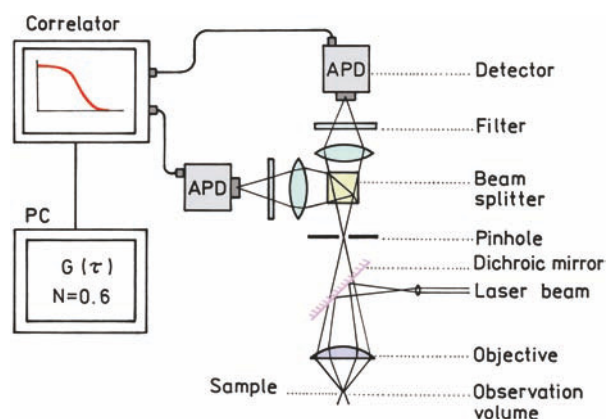 Correlator
APD
Detector
Filter
APD
Beam
splitter
PC
G(τ)
N=0.6
Pinhole
Dichroic mirror
Laser beam
Objective
Sample
Observation
volume